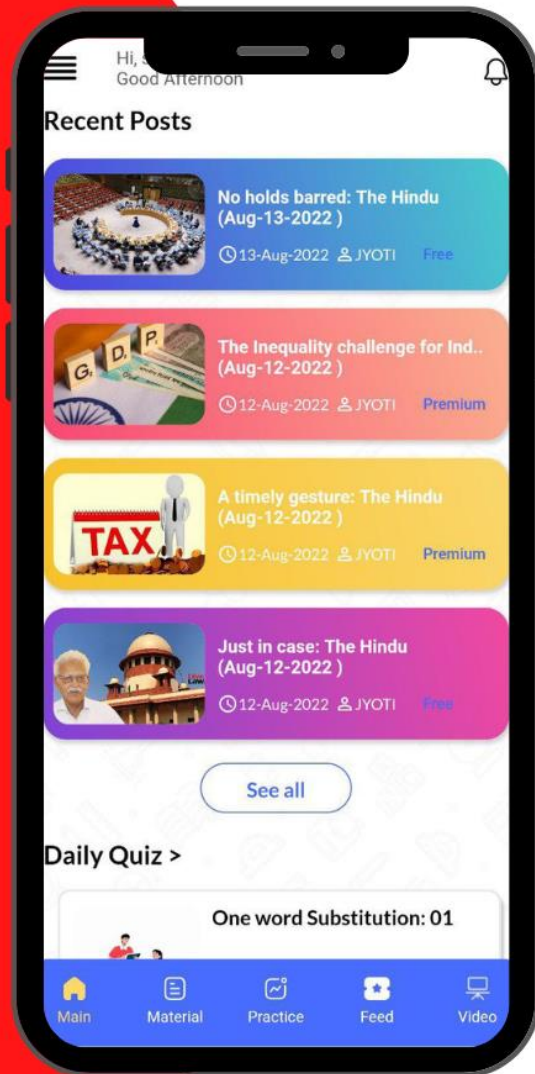 Hi,
Good Afternoon
Recent Posts
No holds barred: The Hindu
(Aug-13-2022 )
13-Aug-2022 JYOTI Free
G D P
The Inequality challenge for Ind..
(Aug-12-2022 )
12-Aug-2022 JYOTI Premium
TAX
A timely gesture: The Hindu
(Aug-12-2022 )
12-Aug-2022 JYOTI Premium
Just in case: The Hindu
(Aug-12-2022 )
12-Aug-2022 JYOTI Free
See all
Daily Quiz >
One word Substitution: 01
Main Material Practice Feed Video